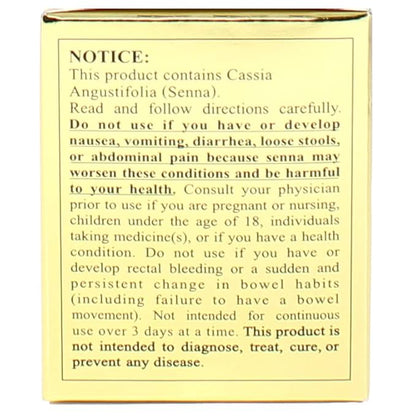 NOTICE:
This product contains Cassia
Angustifolia (Senna).
Read and follow directions carefully.
Do not use if you have or develop
nausea, vomiting, diarrhea, loose stools,
or abdominal pain because senna may
worsen these conditions and be harmful
to your health. Consult your physician
prior to use if you are pregnant or nursing,
children under the age of 18, individuals
taking medicine(s), or if you have a health
condition. Do not use if you have or
develop rectal bleeding or a sudden and
persistent change in bowel habits
(including failure to have a bowel
movement). Not intended for continuous
use over 3 days at a time. This product is
not intended to diagnose, treat, cure, or
prevent any disease.